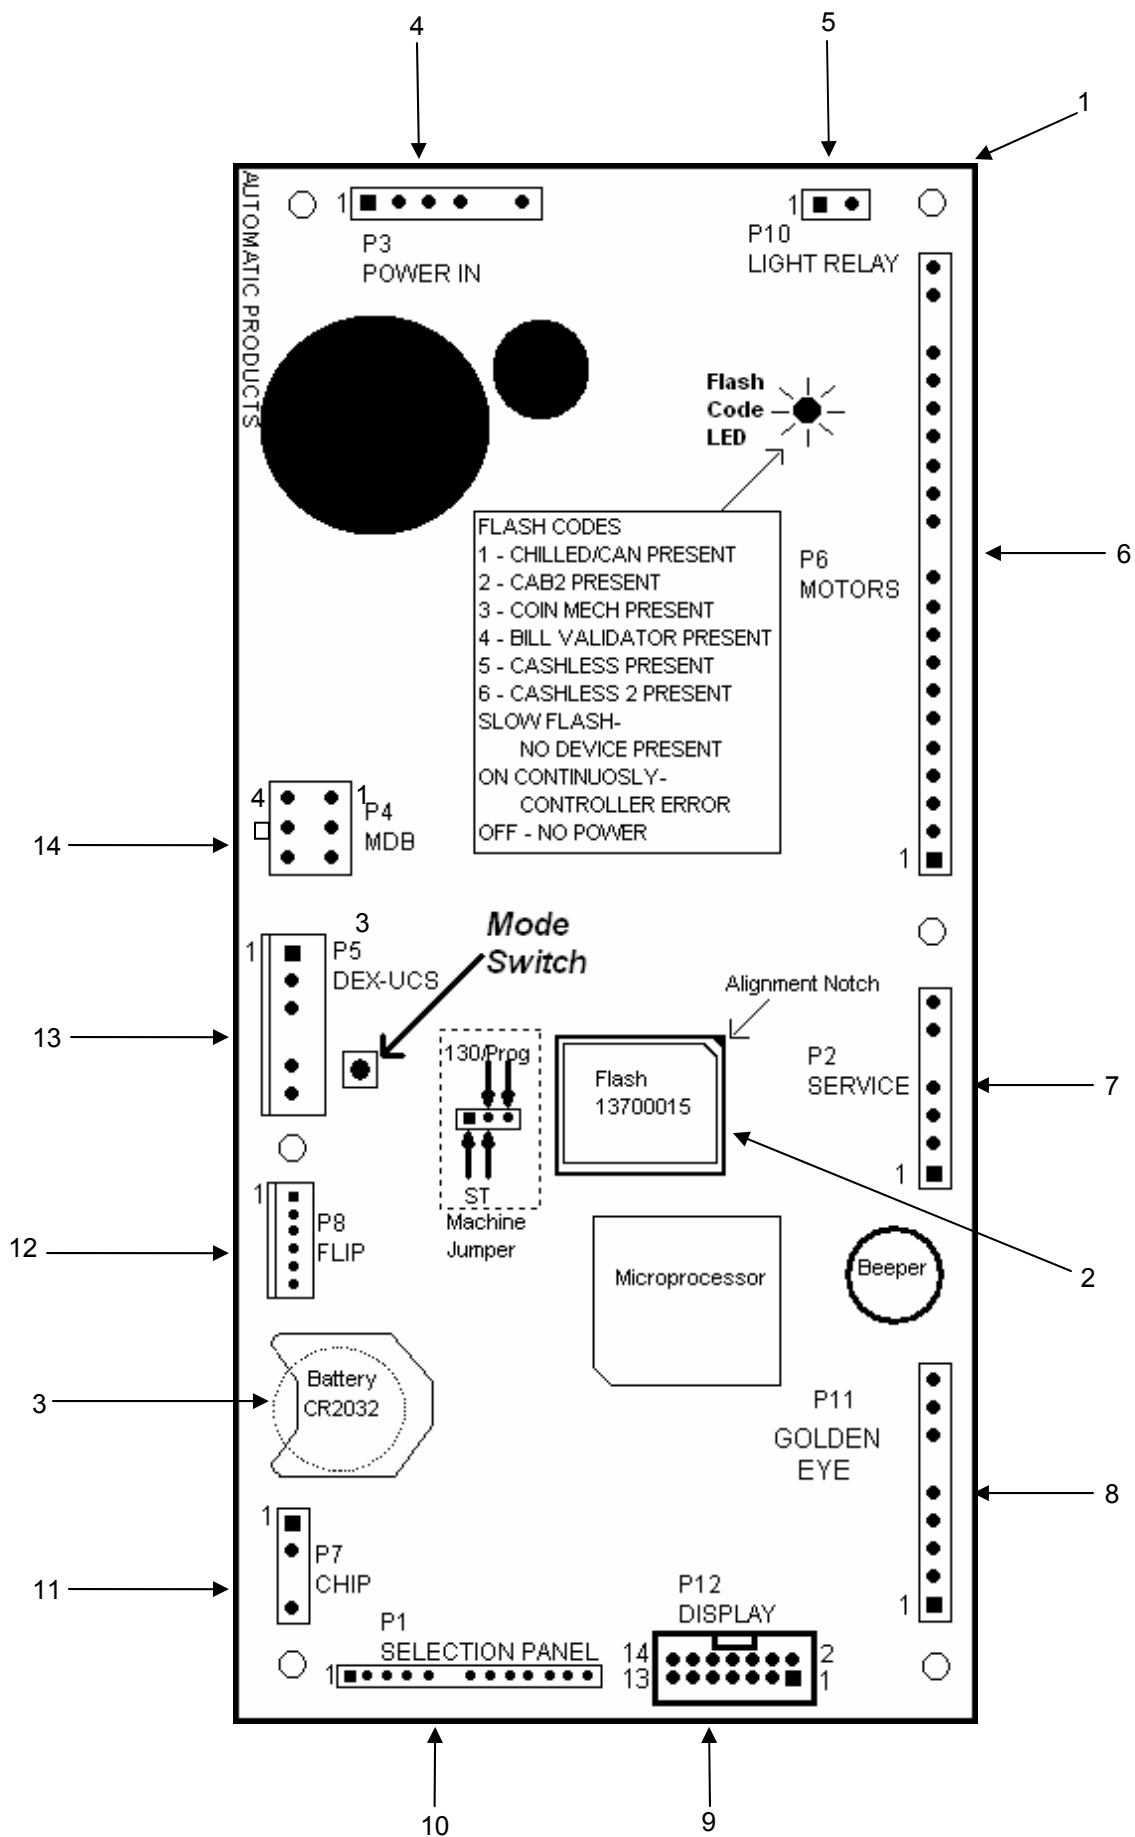 4
5
1
AUTOMATIC PRODUCTS
1
P3
POWER IN
1
P10
LIGHT RELAY
Flash
Code
LED
FLASH CODES
1 - CHILLED/CAN PRESENT
2 - CAB2 PRESENT
3 - COIN MECH PRESENT
4 - BILL VALIDATOR PRESENT
5 - CASHLESS PRESENT
6 - CASHLESS 2 PRESENT
SLOW FLASH-
NO DEVICE PRESENT
ON CONTINUOSLY-
CONTROLLER ERROR
OFF - NO POWER
P6
MOTORS
1
6
4
1
P4
MDB
14
3
1
P5
DEX-UCS
13
Mode
Switch
Alignment Notch
130/Prog
ST
Machine
Jumper
Flash
13700015
P2
SERVICE
1
7
1
P8
FLIP
12
Microprocessor
Beeper
2
Battery
CR2032
3
P11
GOLDEN
EYE
1
8
1
P7
CHIP
11
P1
SELECTION PANEL
1
P12
DISPLAY
14
2
13
1
10
9